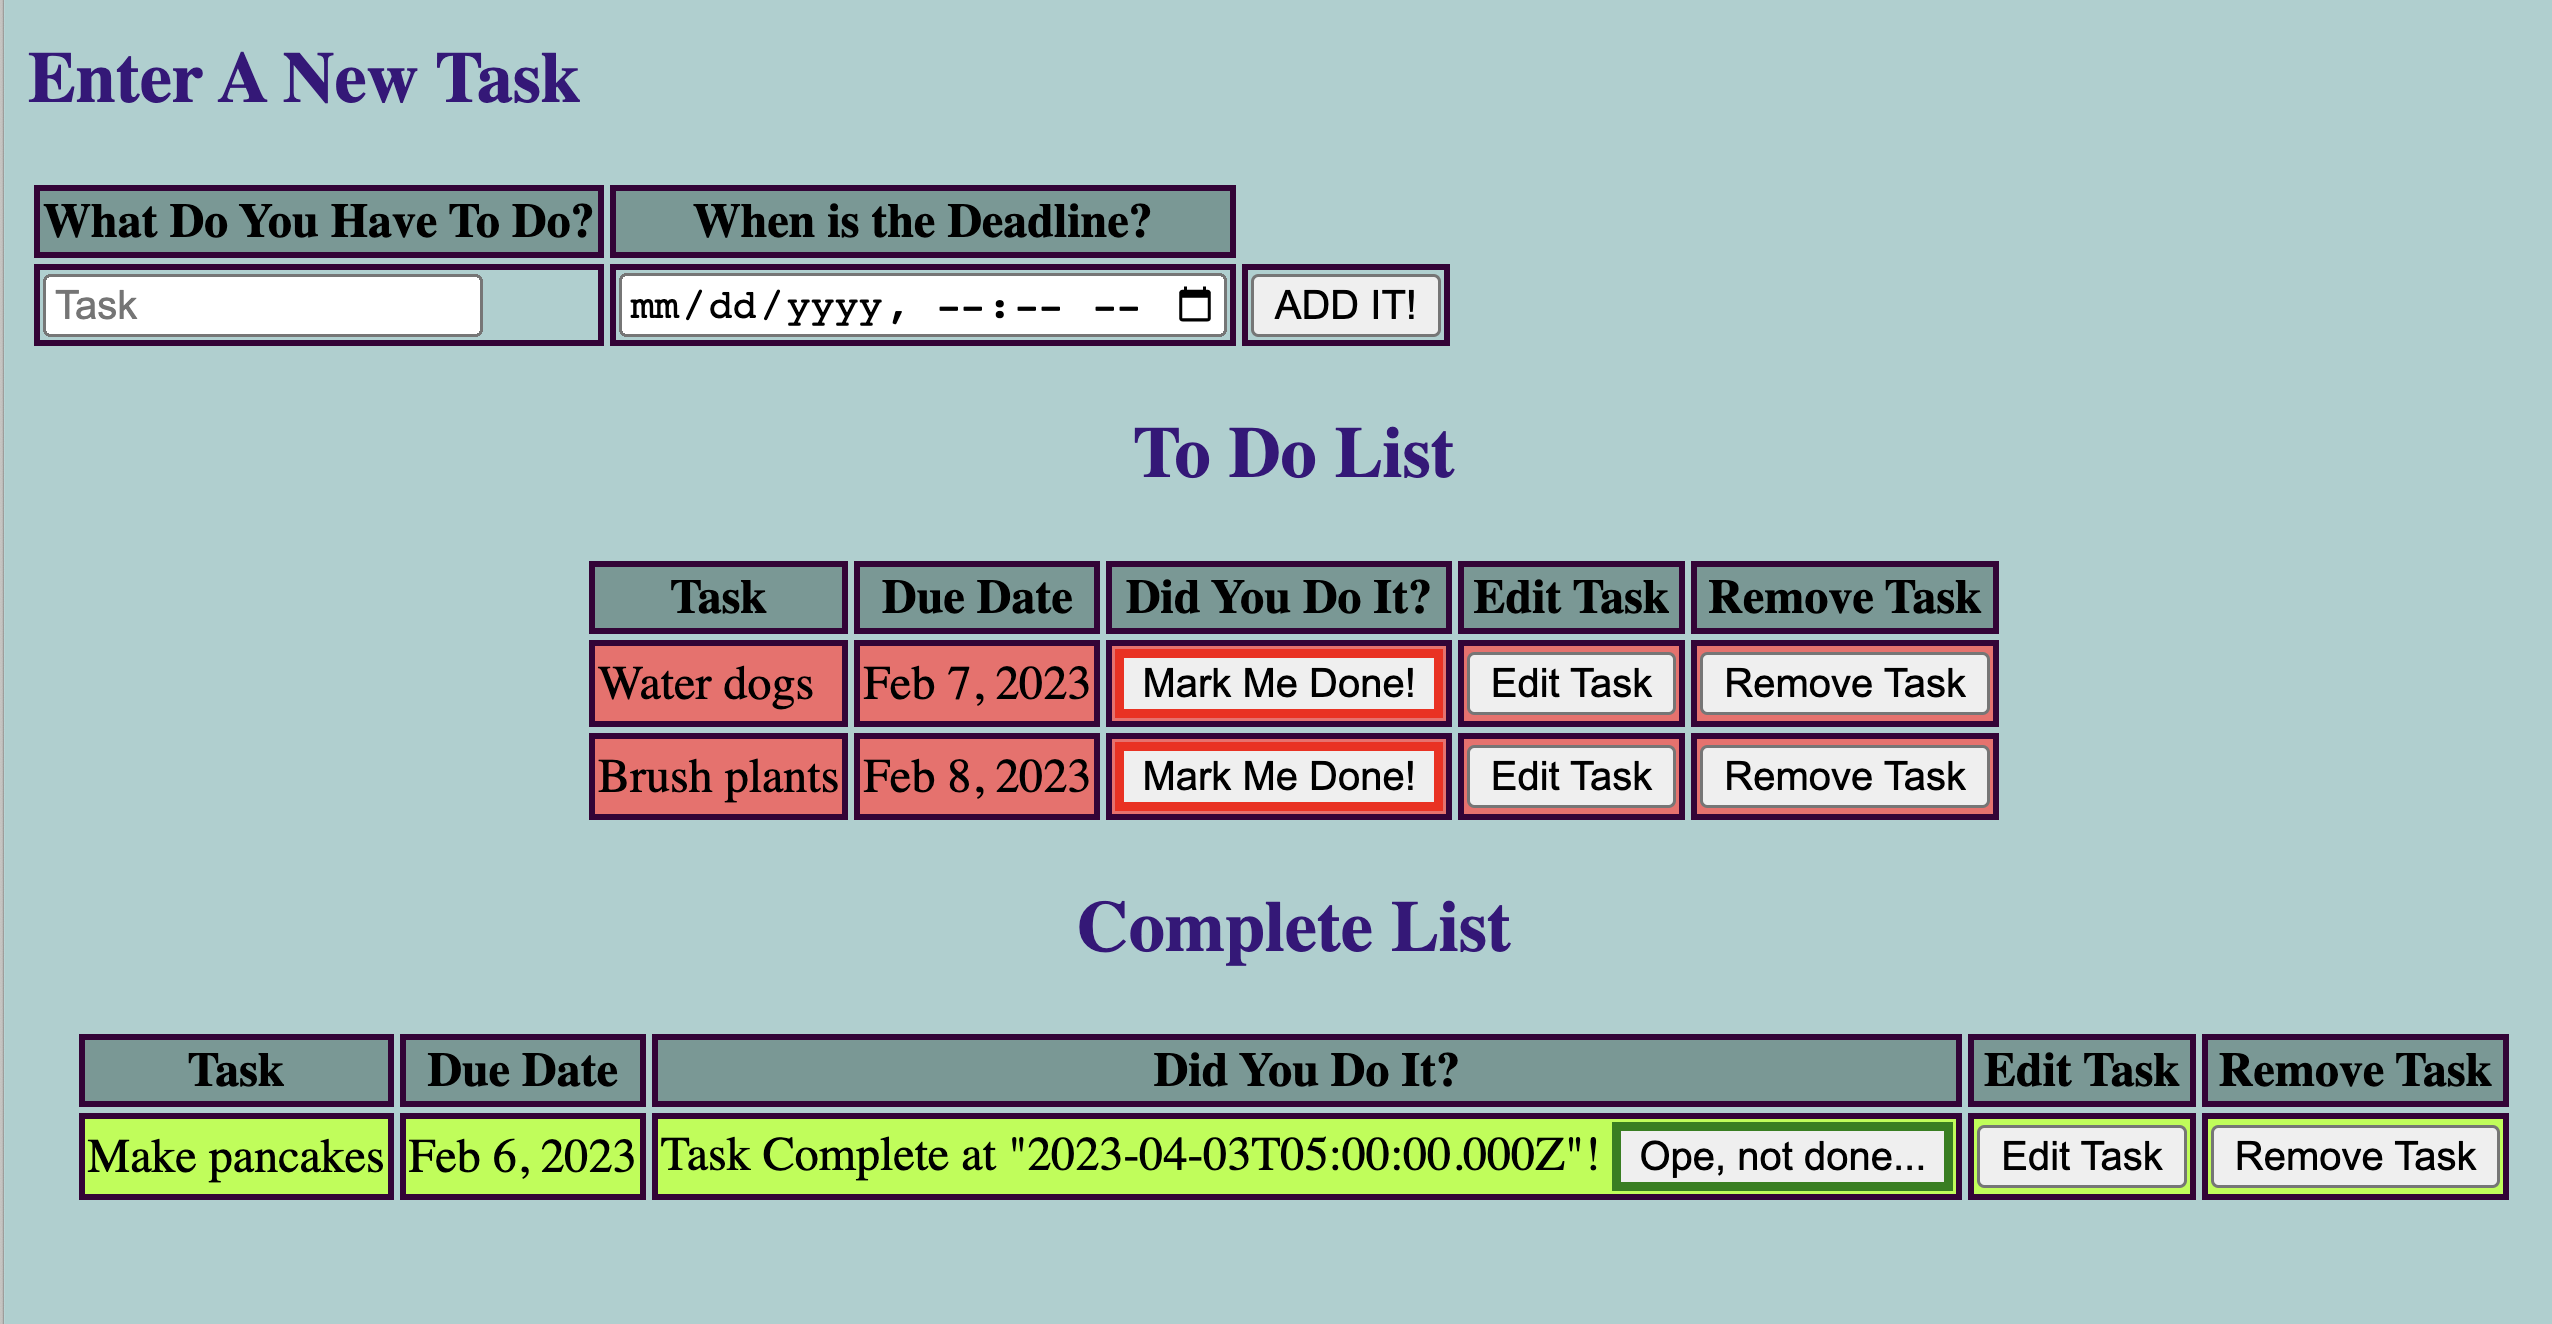 Enter A New Task
What Do You Have To Do? When is the Deadline?
Task mm/dd/yyyy, --:-- -- ADD IT!
To Do List
Task Due Date Did You Do It? Edit Task Remove Task
Water dogs Feb 7, 2023 Mark Me Done! Edit Task Remove Task
Brush plants Feb 8, 2023 Mark Me Done! Edit Task Remove Task
Complete List
Task Due Date Did You Do It? Edit Task Remove Task
Make pancakes Feb 6, 2023 Task Complete at "2023-04-03T05:00:00.000Z"! Ope, not done... Edit Task Remove Task